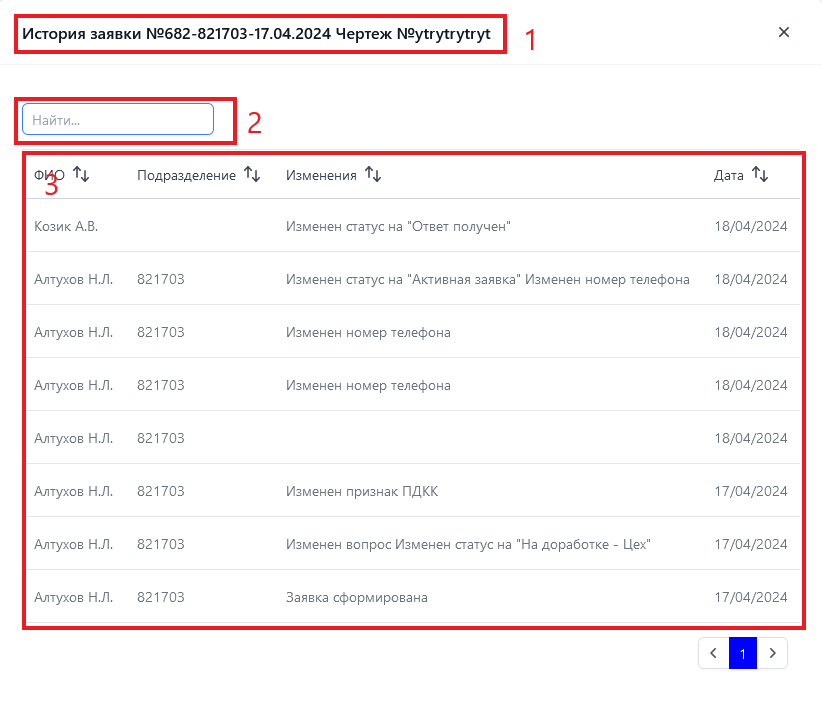 История заявки №682-821703-17.04.2024 Чертеж №ytrytrytryt
1
Найти...
2
ФИО Подразделение Изменения Дата
3
Козик А.В. Изменен статус на "Ответ получен" 18/04/2024
Алтухов Н.Л. 821703 Изменен статус на "Активная заявка" Изменен номер телефона 18/04/2024
Алтухов Н.Л. 821703 Изменен номер телефона 18/04/2024
Алтухов Н.Л. 821703 Изменен номер телефона 18/04/2024
Алтухов Н.Л. 821703 18/04/2024
Алтухов Н.Л. 821703 Изменен признак ПДКК 17/04/2024
Алтухов Н.Л. 821703 Изменен вопрос Изменен статус на "На доработке - Цех" 17/04/2024
Алтухов Н.Л. 821703 Заявка сформирована 17/04/2024
1